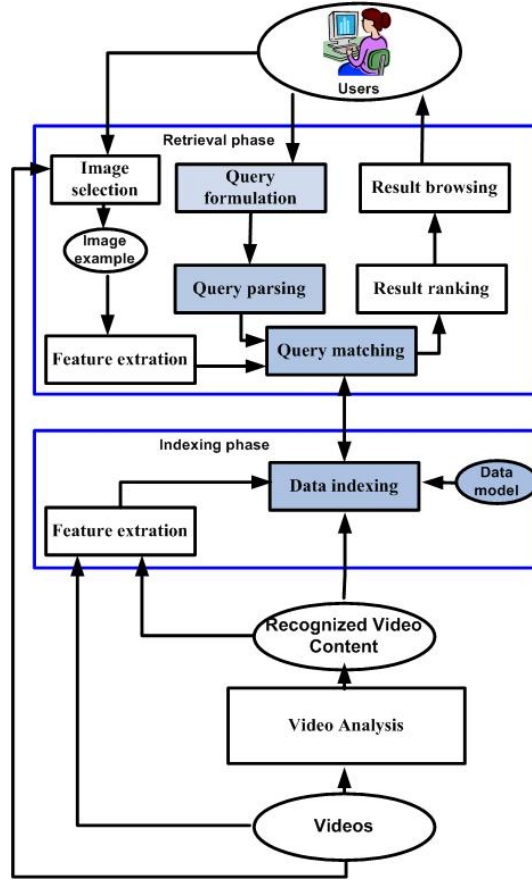 Users
Retrieval phase
Image
selection
Query
formulation
Result browsing
Image
example
Query parsing
Result ranking
Feature extration
Query matching
Indexing phase
Data indexing
Data
model
Feature extration
Recognized Video
Content
Video Analysis
Videos